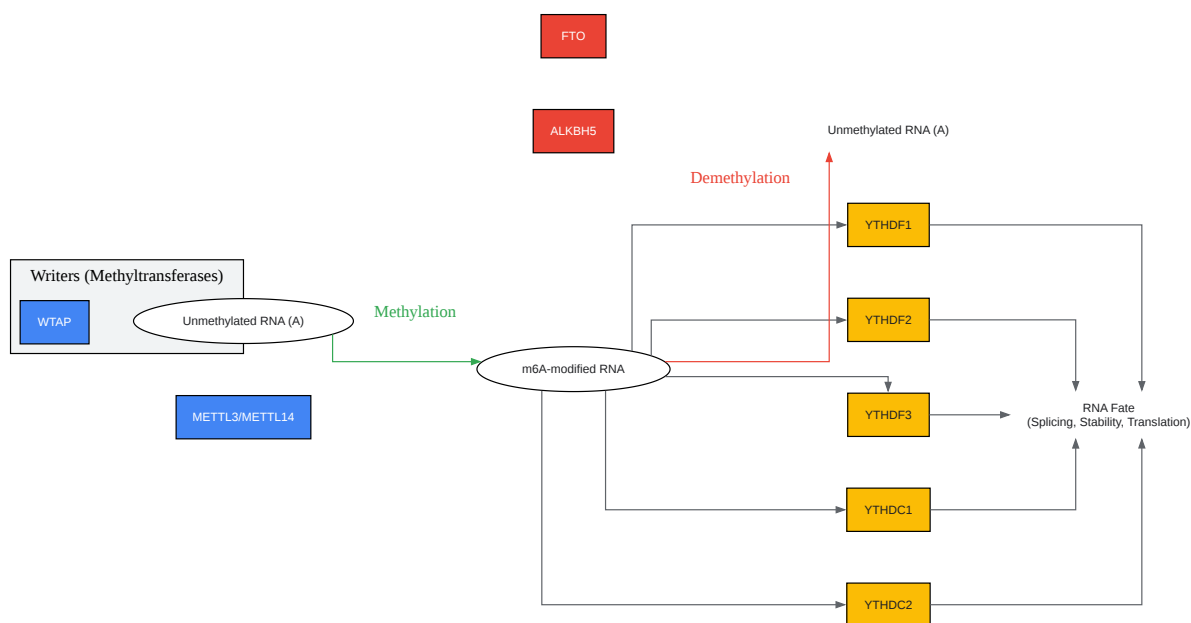 FTO
ALKBH5
Unmethylated RNA (A)
Demethylation
YTHDF1
Writers (Methyltransferases)
WTAP
Unmethylated RNA (A)
Methylation
YTHDF2
m6A-modified RNA
METTL3/METTL14
YTHDF3
RNA Fate
(Splicing, Stability, Translation)
YTHDC1
YTHDC2